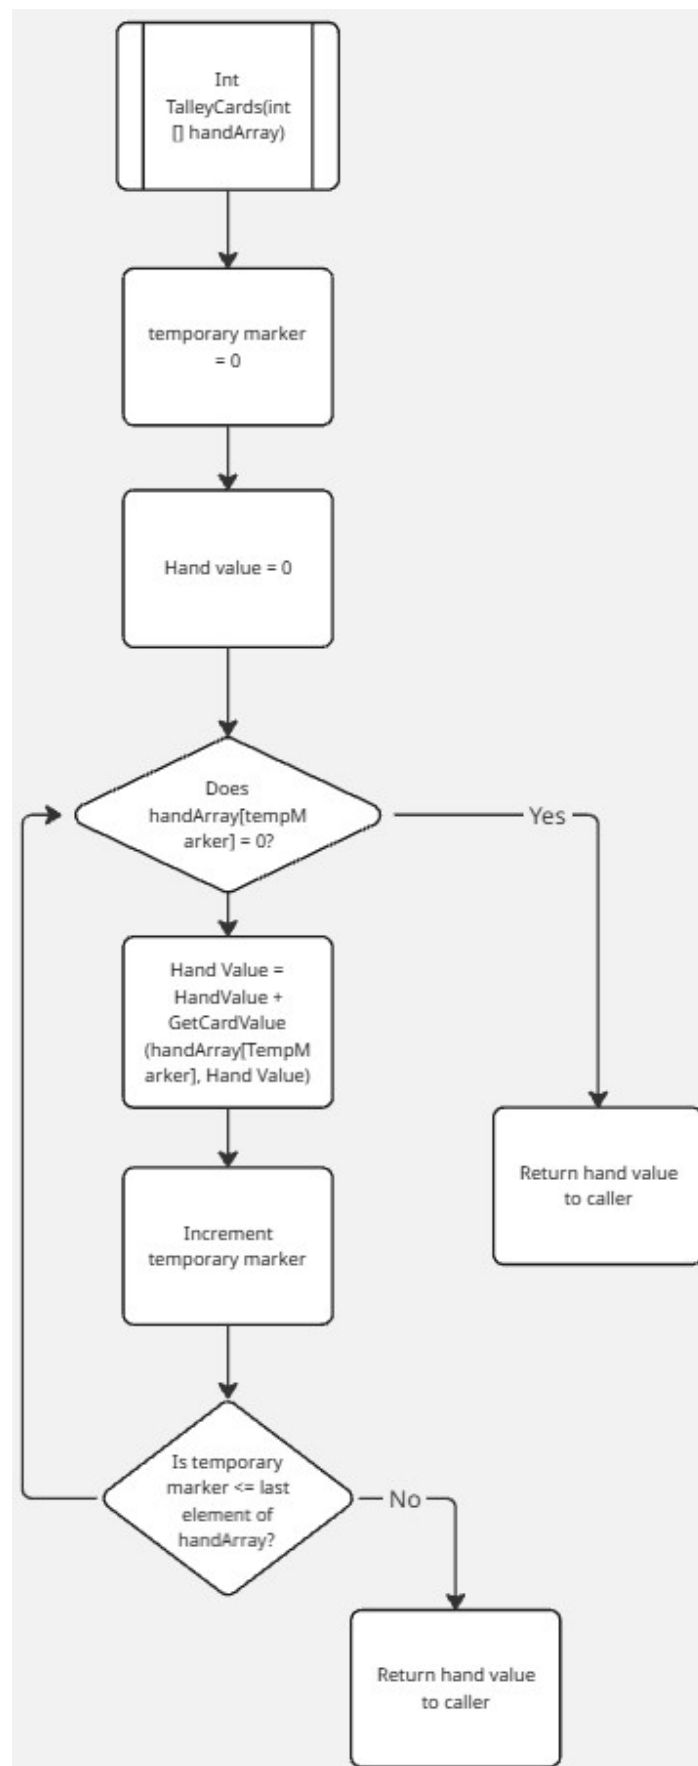 Int
TalleyCards(int
[] handArray)
temporary marker
= 0
Hand value = 0
Does
handArray[tempM
arker] = 0?
Yes
Hand Value =
HandValue +
GetCardValue
(handArray[TempM
arker], Hand Value)
Return hand value
to caller
Increment
temporary marker
Is temporary
marker <= last
element of
handArray?
No
Return hand value
to caller